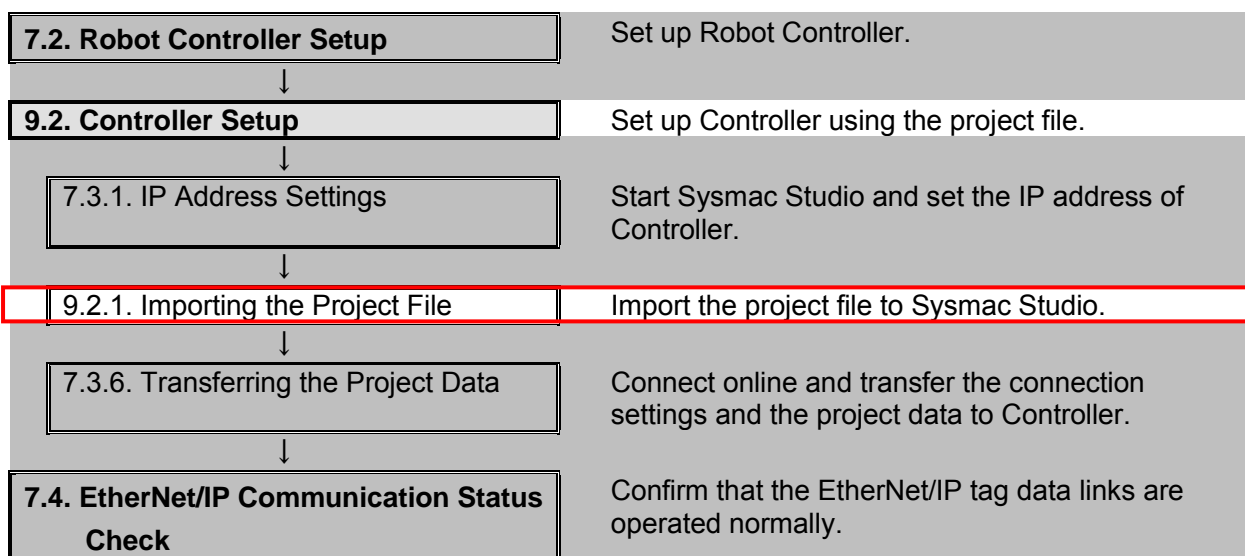 7.2. Robot Controller Setup
Set up Robot Controller.
↓
9.2. Controller Setup
Set up Controller using the project file.
↓
7.3.1. IP Address Settings
Start Sysmac Studio and set the IP address of
Controller.
↓
9.2.1. Importing the Project File
Import the project file to Sysmac Studio.
↓
7.3.6. Transferring the Project Data
Connect online and transfer the connection
settings and the project data to Controller.
↓
7.4. EtherNet/IP Communication Status
Check
Confirm that the EtherNet/IP tag data links are
operated normally.